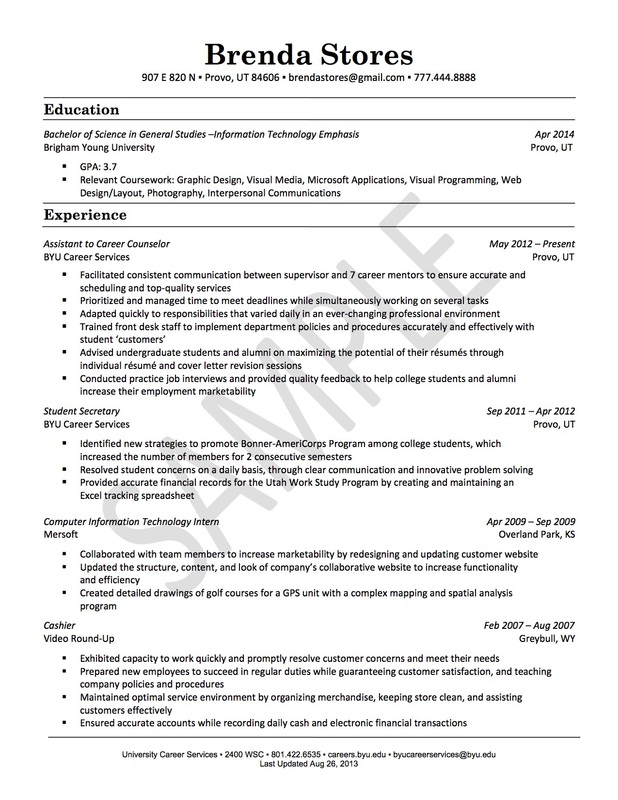 Brenda Stores
907 E 820 N ▪ Provo, UT 84606 ▪ brendastores@gmail.com ▪ 777.444.8888
Education
Bachelor of Science in General Studies –Information Technology Emphasis Apr 2014
Brigham Young University Provo, UT
▪ GPA: 3.7
▪ Relevant Coursework: Graphic Design, Visual Media, Microsoft Applications, Visual Programming, Web
Design/Layout, Photography, Interpersonal Communications
Experience
Assistant to Career Counselor May 2012 – Present
BYU Career Services Provo, UT
▪ Facilitated consistent communication between supervisor and 7 career mentors to ensure accurate and
scheduling and top-quality services
▪ Prioritized and managed time to meet deadlines while simultaneously working on several tasks
▪ Adapted quickly to responsibilities that varied daily in an ever-changing professional environment
▪ Trained front desk staff to implement department policies and procedures accurately and effectively with
student ‘customers’
▪ Advised undergraduate students and alumni on maximizing the potential of their résumés through
individual résumé and cover letter revision sessions
▪ Conducted practice job interviews and provided quality feedback to help college students and alumni
increase their employment marketability
Student Secretary Sep 2011 – Apr 2012
BYU Career Services Provo, UT
▪ Identified new strategies to promote Bonner-AmeriCorps Program among college students, which
increased the number of members for 2 consecutive semesters
▪ Resolved student concerns on a daily basis, through clear communication and innovative problem solving
▪ Provided accurate financial records for the Utah Work Study Program by creating and maintaining an
Excel tracking spreadsheet
Computer Information Technology Intern Apr 2009 – Sep 2009
Mersoft Overland Park, KS
▪ Collaborated with team members to increase marketability by redesigning and updating customer website
▪ Updated the structure, content, and look of company’s collaborative website to increase functionality
and efficiency
▪ Created detailed drawings of golf courses for a GPS unit with a complex mapping and spatial analysis
program
Cashier Feb 2007 – Aug 2007
Video Round-Up Greybull, WY
▪ Exhibited capacity to work quickly and promptly resolve customer concerns and meet their needs
▪ Prepared new employees to succeed in regular duties while guaranteeing customer satisfaction, and teaching
company policies and procedures
▪ Maintained optimal service environment by organizing merchandise, keeping store clean, and assisting
customers effectively
▪ Ensured accurate accounts while recording daily cash and electronic financial transactions
University Career Services ▪ 2400 WSC ▪ 801.422.6535 ▪ careers.byu.edu ▪ byucareerservices@byu.edu
Last Updated Aug 26, 2013
SAMPLE